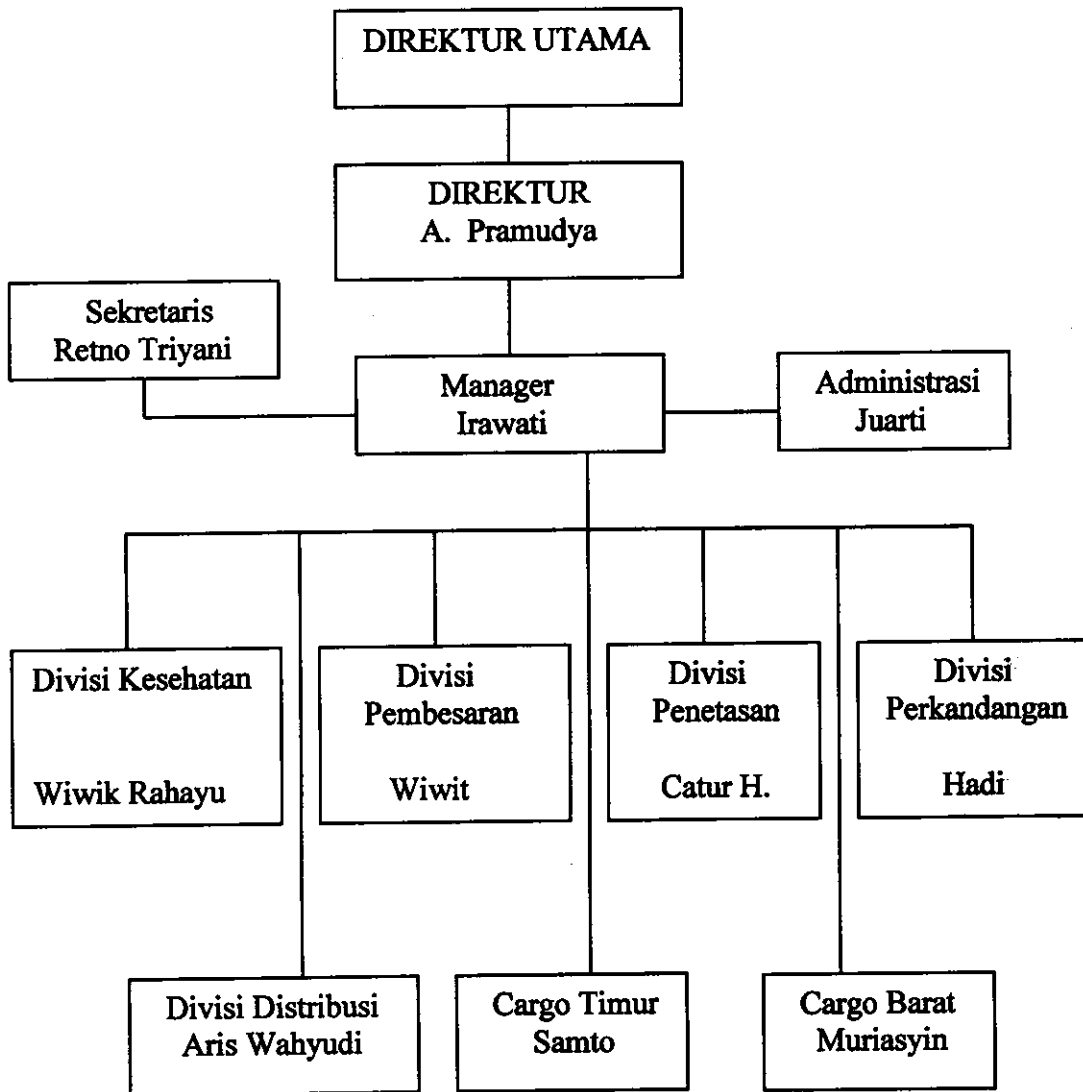 DIREKTUR UTAMA
DIREKTUR
A. Pramudya
Sekretaris
Retno Triyani
Manager
Irawati
Administrasi
Juarti
Divisi Kesehatan
Wiwik Rahayu
Divisi
Pembesaran
Wiwit
Divisi
Penetasan
Catur H.
Divisi
Perkandangan
Hadi
Divisi Distribusi
Aris Wahyudi
Cargo Timur
Samto
Cargo Barat
Muriasyin